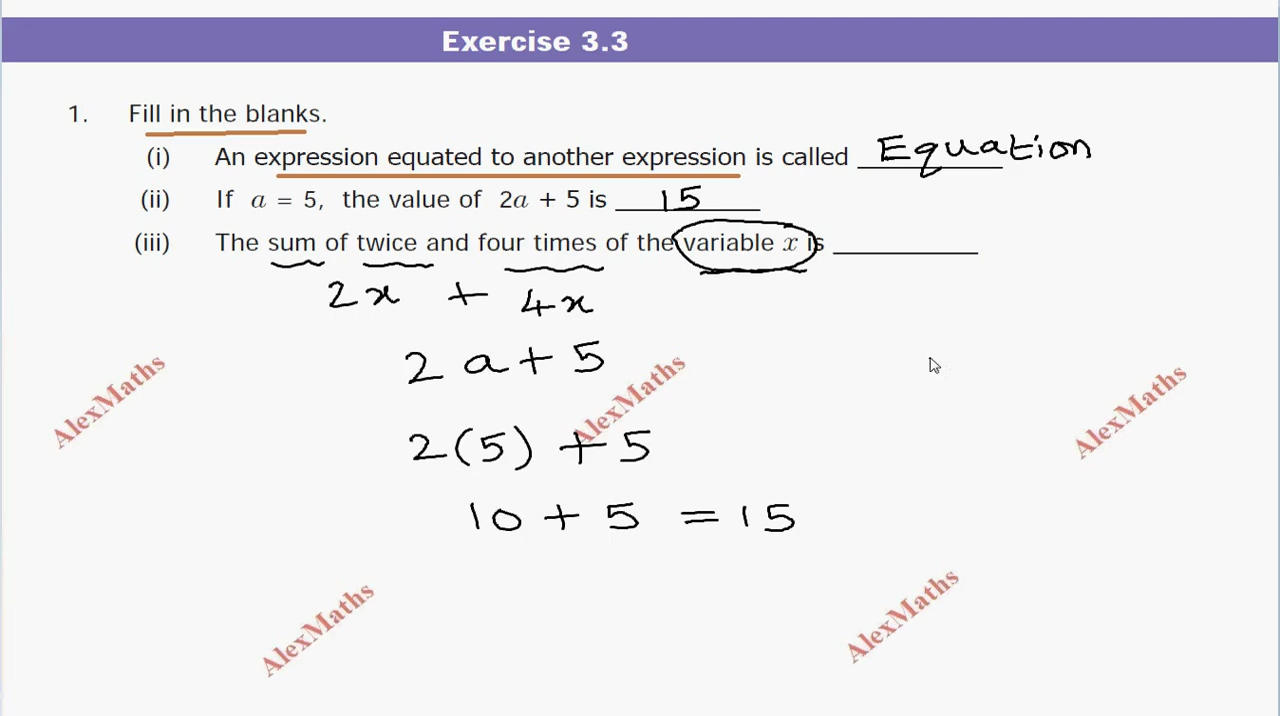 Exercise 3.3
1. Fill in the blanks.
(i) An expression equated to another expression is called Equation
(ii) If a = 5, the value of 2a + 5 is 15
(iii) The sum of twice and four times of the variable x is ________
2x + 4x
2a + 5
AlexMaths
AlexMaths
AlexMaths
2(5) + 5
10 + 5 = 15
AlexMaths
AlexMaths